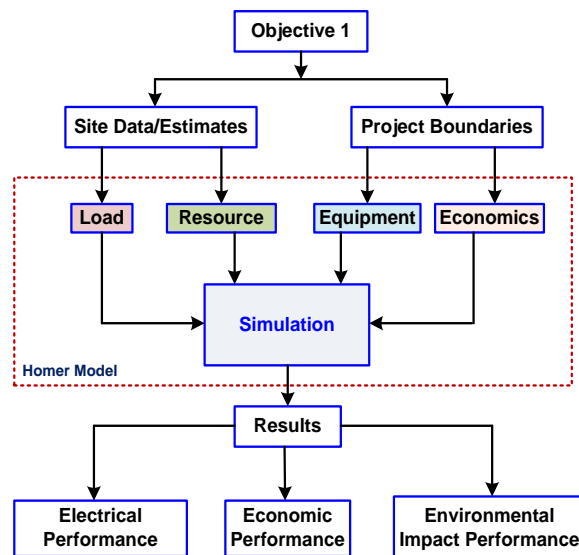 Objective 1
Site Data/Estimates
Project Boundaries
Load
Resource
Equipment
Economics
Simulation
Homer Model
Results
Electrical
Performance
Economic
Performance
Environmental
Impact Performance